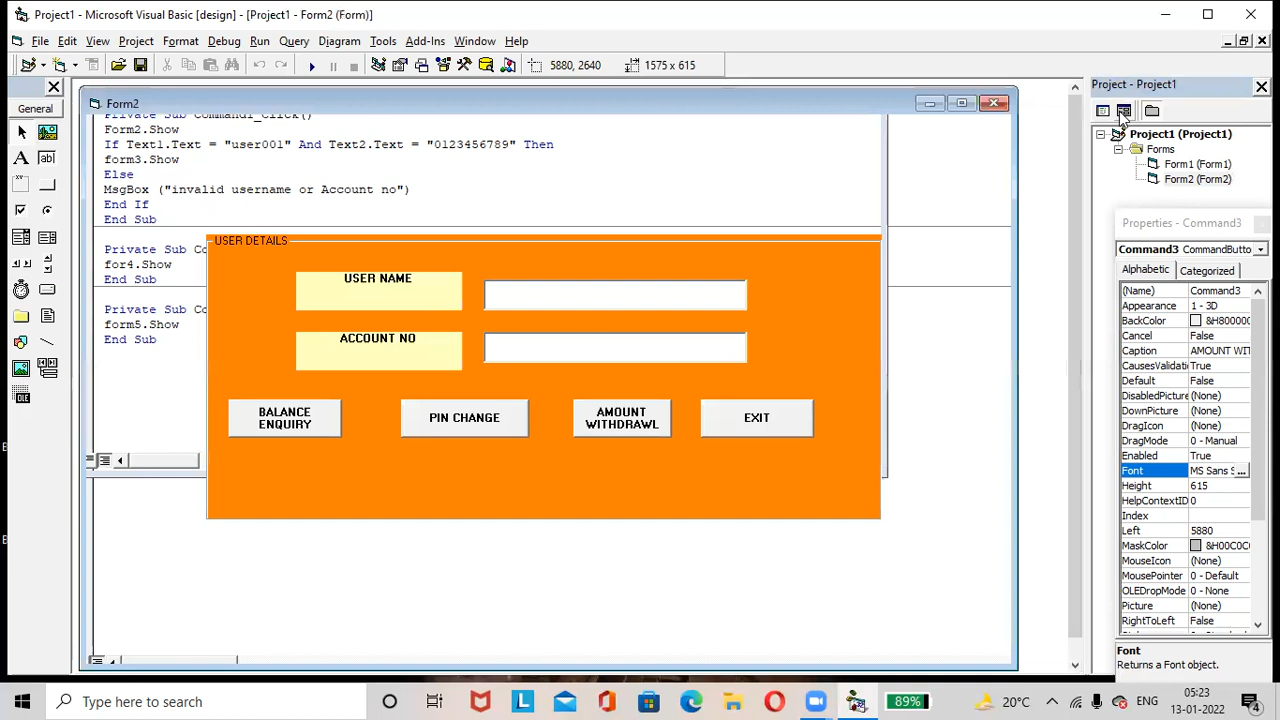 Project1 - Microsoft Visual Basic [design] - [Project1 - Form2 (Form)]
File Edit View Project Format Debug Run Query Diagram Tools Add-Ins Window Help
5880, 2640 1575 x 615
General
Form2
Form2.Show
If Text1.Text = "user001" And Text2.Text = "0123456789" Then
form3.Show
Else
MsgBox ("invalid username or Account no")
End If
End Sub
Private Sub
for4.Show
End Sub
Private Sub
form5.Show
End Sub
USER DETAILS
USER NAME
ACCOUNT NO
BALANCE
ENQUIRY
PIN CHANGE
AMOUNT
WITHDRAWL
EXIT
Project - Project1
Project1 (Project1)
Forms
Form1 (Form1)
Form2 (Form2)
Properties - Command3
Command3 CommandButto
Alphabetic Categorized
(Name) Command3
Appearance 1 - 3D
BackColor &H800000
Cancel False
Caption AMOUNT WIT
CausesValidati True
Default False
DisabledPictur (None)
DownPicture (None)
DragIcon (None)
DragMode 0 - Manual
Enabled True
Font MS Sans S ...
Height 615
HelpContextID 0
Index
Left 5880
MaskColor &H00C0C
MouseIcon (None)
MousePointer 0 - Default
OLEDropMode 0 - None
Picture (None)
RightToLeft False
Font
Returns a Font object.
Type here to search
89%
20°C
ENG
05:23
13-01-2022
4